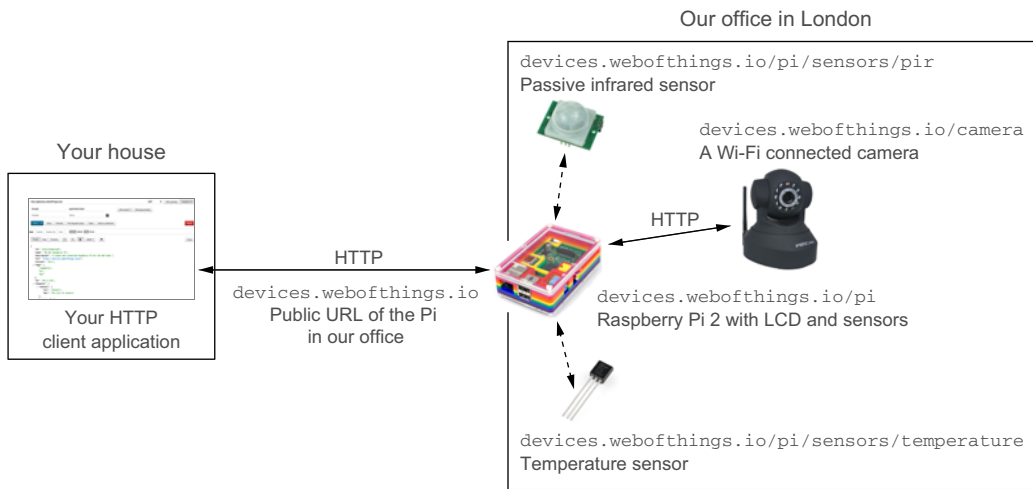 Our office in London
devices.webofthings.io/pi/sensors/pir
Passive infrared sensor
devices.webofthings.io/camera
A Wi-Fi connected camera
Your house
HTTP
HTTP
devices.webofthings.io
Public URL of the Pi
in our office
devices.webofthings.io/pi
Raspberry Pi 2 with LCD and sensors
Your HTTP
client application
devices.webofthings.io/pi/sensors/temperature
Temperature sensor